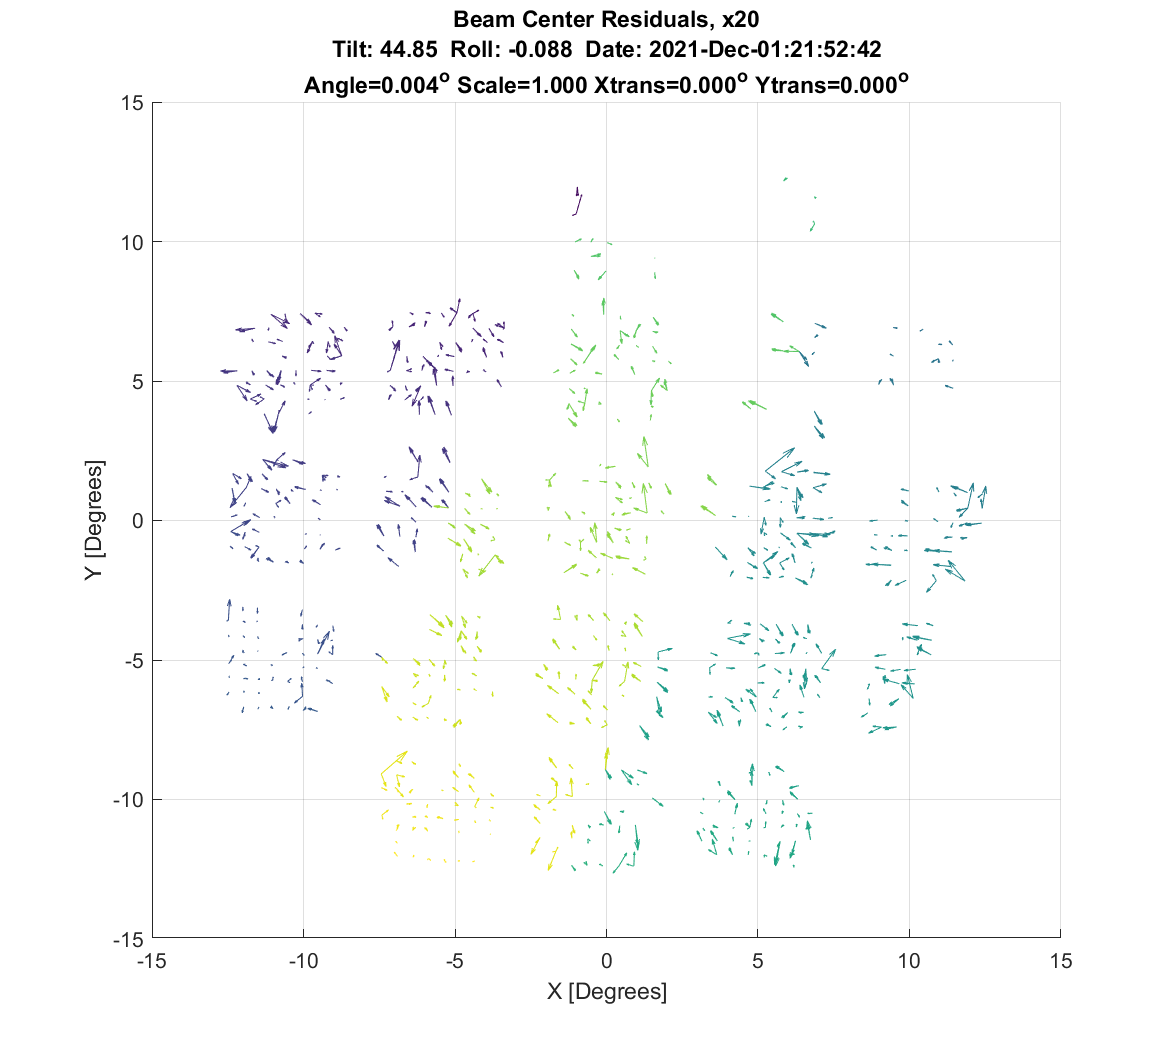 Beam Center Residuals, x20
Tilt: 44.85 Roll: -0.088 Date: 2021-Dec-01:21:52:42
Angle=0.004° Scale=1.000 Xtrans=0.000° Ytrans=0.000°
15
10
5
0
-5
-10
-15
Y [Degrees]
-15
-10
-5
0
5
10
15
X [Degrees]